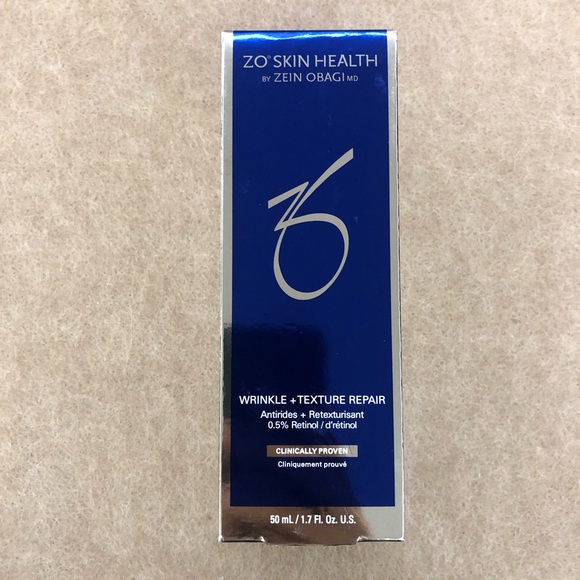 ZO® SKIN HEALTH
BY ZEIN OBAGI MD
WRINKLE + TEXTURE REPAIR
Antirides + Retexturisant
0.5% Retinol / d'rétinol
CLINICALLY PROVEN
Cliniquement prouvé
50 mL / 1.7 Fl. Oz. U.S.